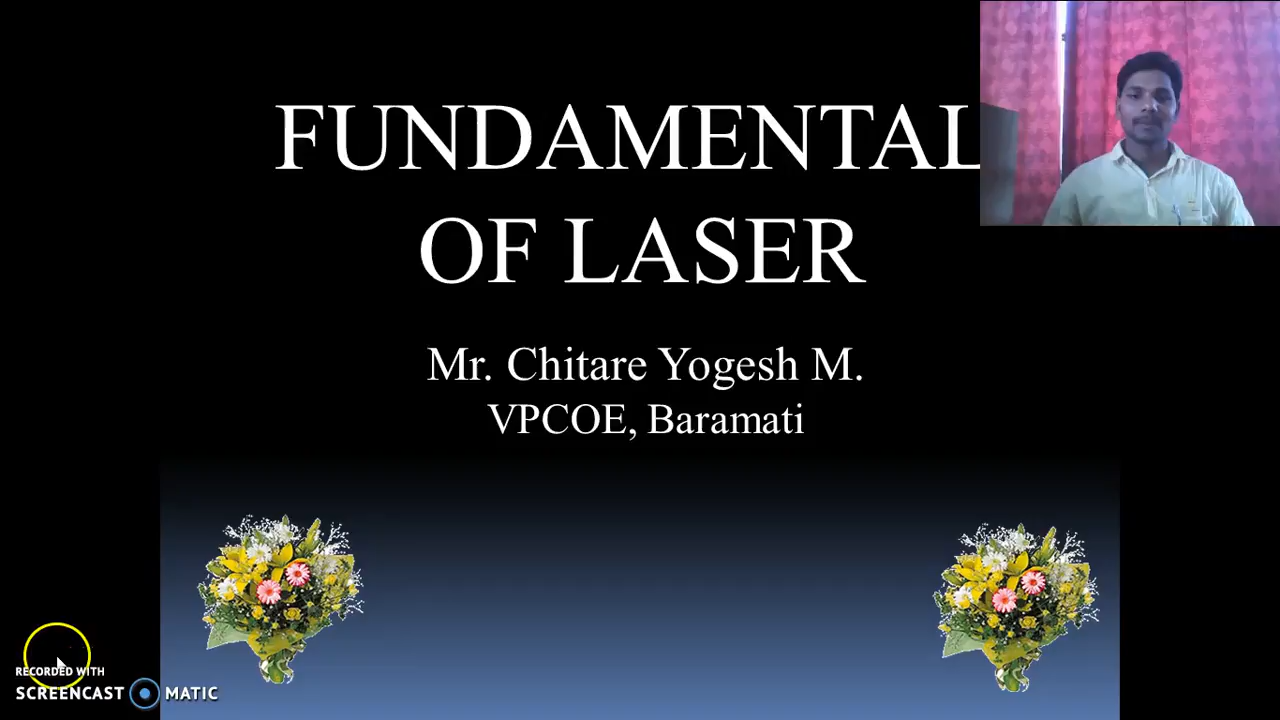 FUNDAMENTAL
OF LASER
Mr. Chitare Yogesh M.
VPCOE, Baramati
RECORDED WITH
SCREENCAST MATIC